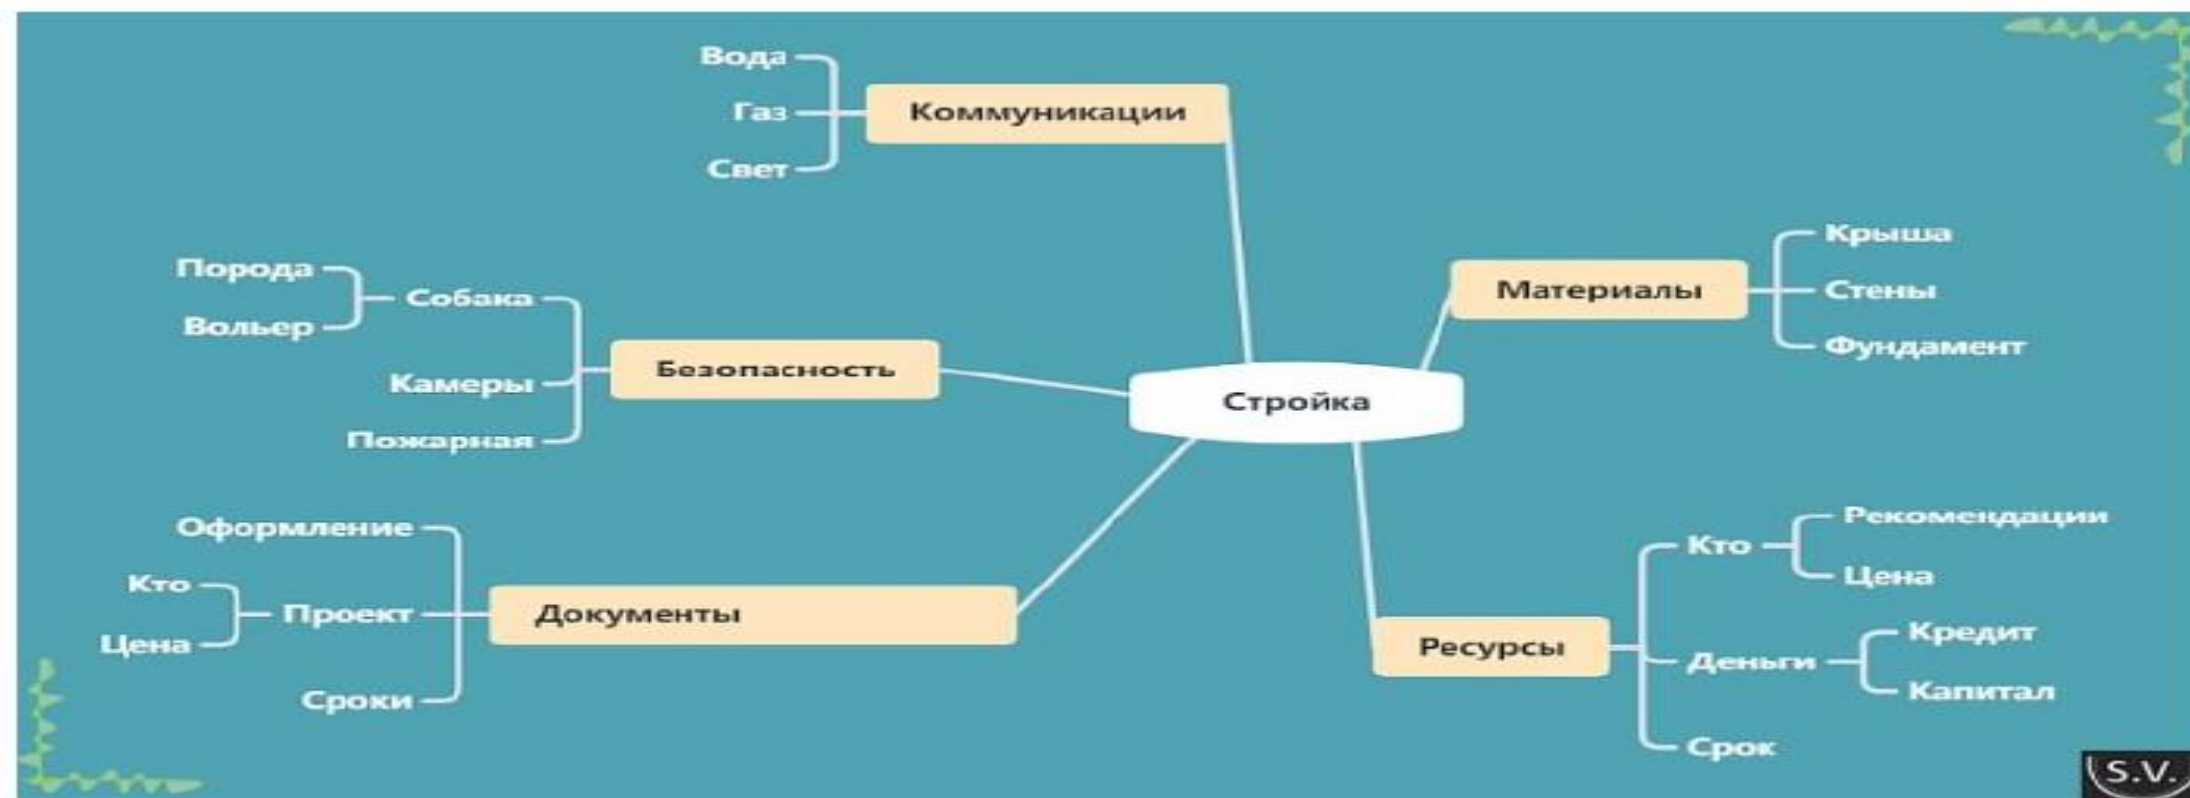 Вода
Газ
Свет
Коммуникации
Порода
Вольер
Собака
Камеры
Пожарная
Безопасность
Оформление
Кто
Цена
Проект
Сроки
Документы
Стройка
Материалы
Крыша
Стены
Фундамент
Ресурсы
Кто
Рекомендации
Цена
Деньги
Кредит
Капитал
Срок
S.V.